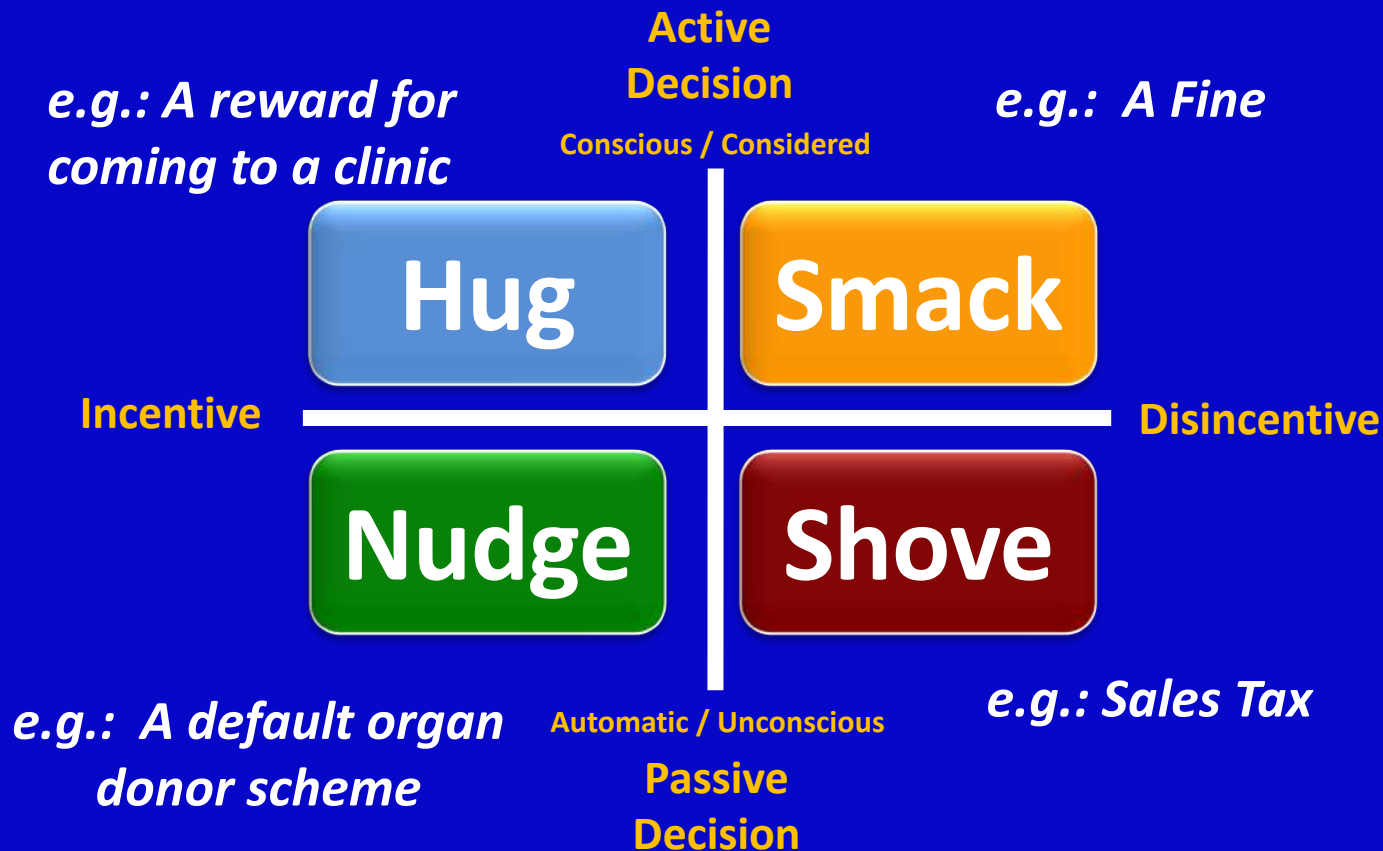 Active
Decision
Conscious / Considered
e.g.: A reward for
coming to a clinic
e.g.: A Fine
Hug
Smack
Incentive
Disincentive
Nudge
Shove
e.g.: A default organ
donor scheme
Automatic / Unconscious
Passive
Decision
e.g.: Sales Tax